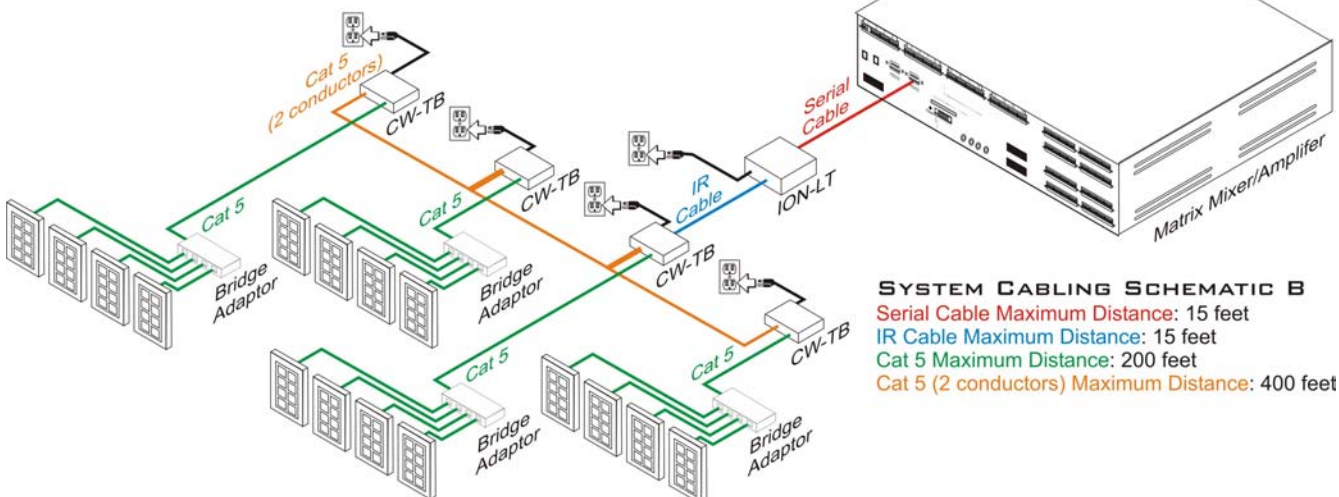 Cat 5
(2 conductors)
CW-TB
CW-TB
Serial
Cable
ION-LT
IR
Cable
Matrix Mixer/Amplifer
CW-TB
Cat 5
Cat 5
Bridge
Adaptor
Bridge
Adaptor
CW-TB
Cat 5
Cat 5
Bridge
Adaptor
Bridge
Adaptor
SYSTEM CABLING SCHEMATIC B
Serial Cable Maximum Distance: 15 feet
IR Cable Maximum Distance: 15 feet
Cat 5 Maximum Distance: 200 feet
Cat 5 (2 conductors) Maximum Distance: 400 feet